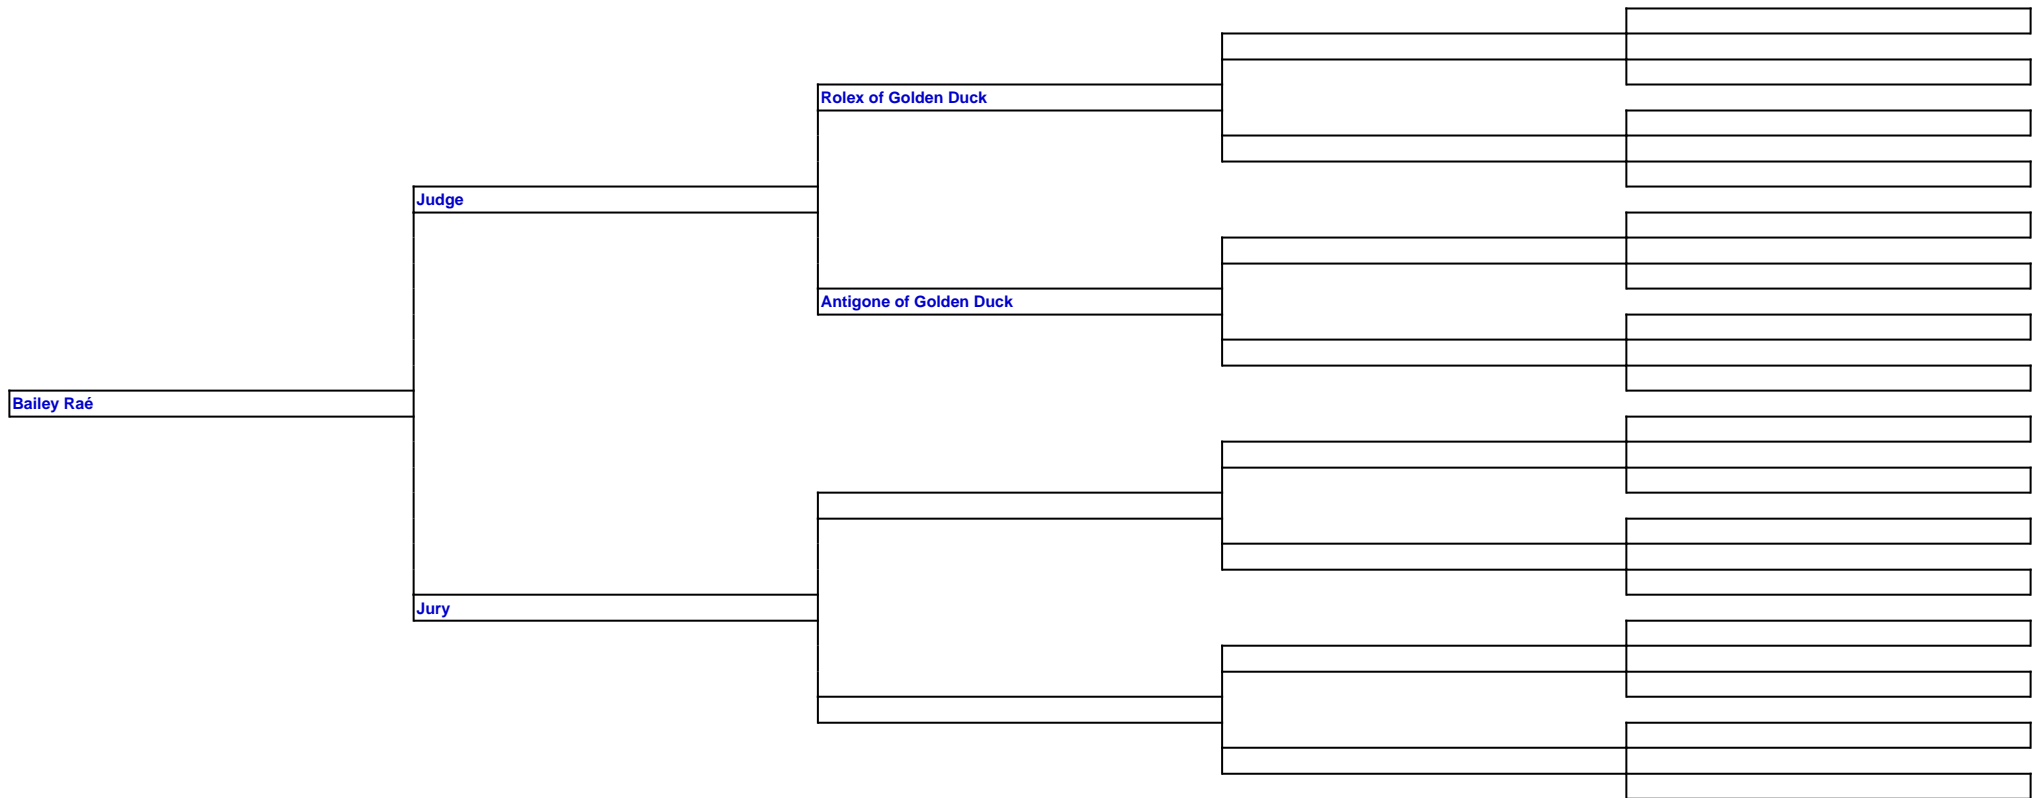 Rolex of Golden Duck
Judge
Antigone of Golden Duck
Bailey Raé
Jury